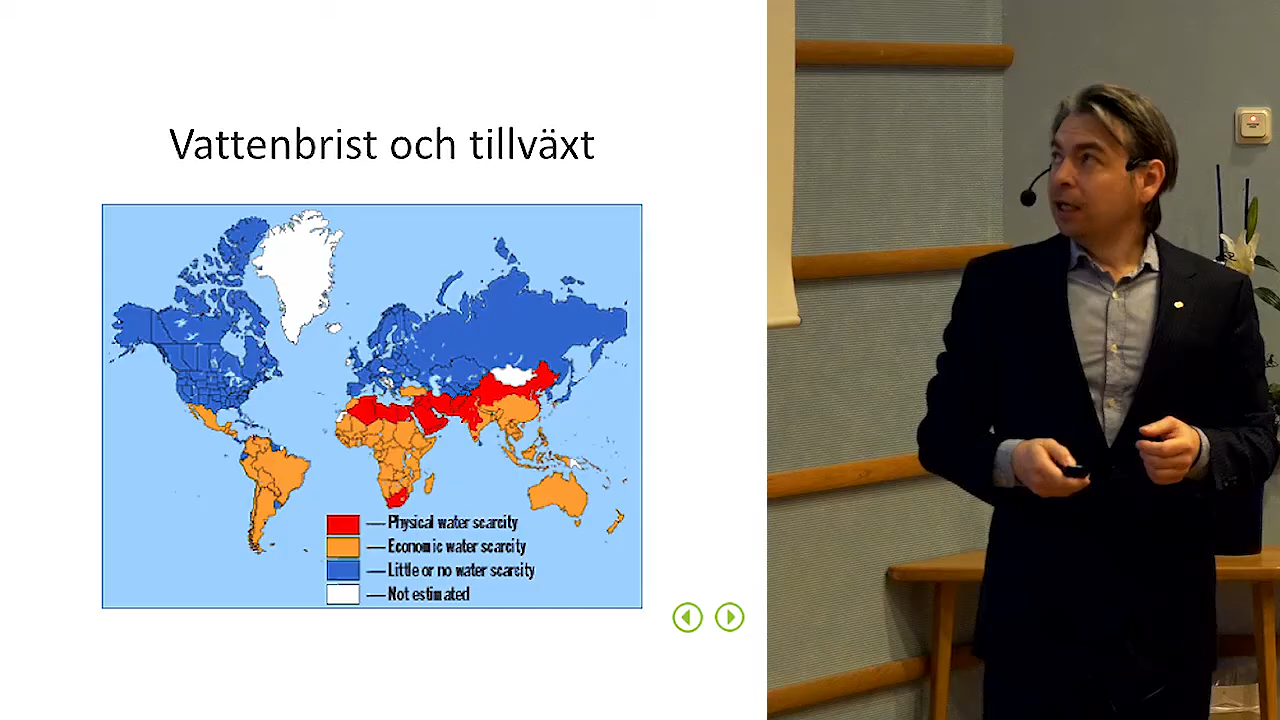 Vattenbrist och tillväxt
Physical water scarcity
Economic water scarcity
Little or no water scarcity
Not estimated